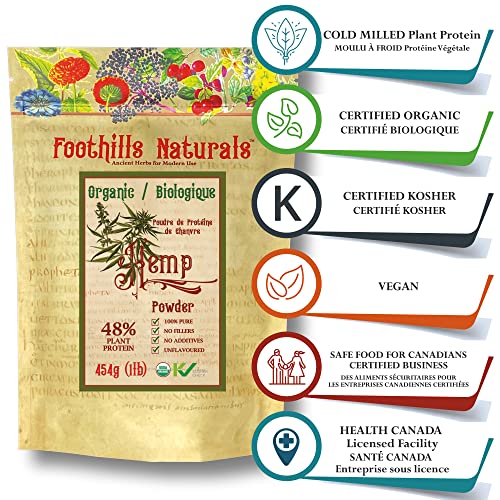 Foothills Naturals™
Ancient Herbs for Modern Use
Organic / Biologique
Poudre de Protéine
de Chanvre
Hemp
Powder
48%
PLANT
PROTEIN
100% PURE
NO FILLERS
NO ADDITIVES
UNFLAVOURED
454g (1lb)
USDA
ORGANIC
K
COLD MILLED Plant Protein
MOULU À FROID Protéine Végétale
CERTIFIED ORGANIC
CERTIFIÉ BIOLOGIQUE
K
CERTIFIED KOSHER
CERTIFIÉ KOSHER
VEGAN
SAFE FOOD FOR CANADIANS
CERTIFIED BUSINESS
DES ALIMENTS SÉCURITAIRES POUR
LES ENTREPRISES CANADIENNES CERTIFIÉES
HEALTH CANADA
Licensed Facility
SANTÉ CANADA
Entreprise sous licence